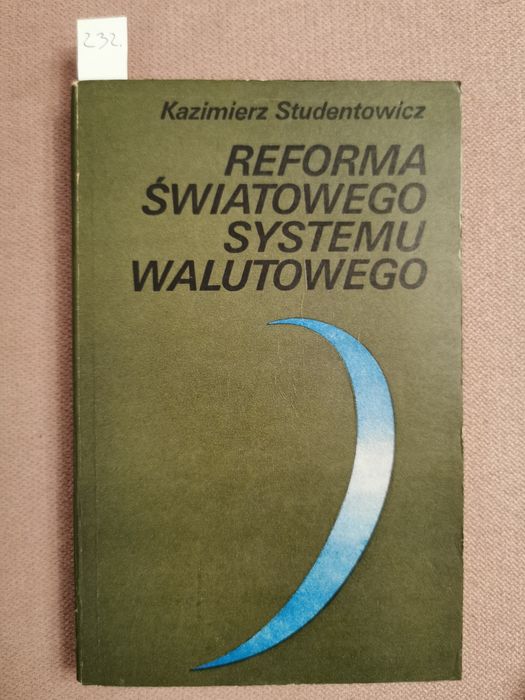 232.
Kazimierz Studentowicz
REFORMA
ŚWIATOWEGO
SYSTEMU
WALUTOWEGO